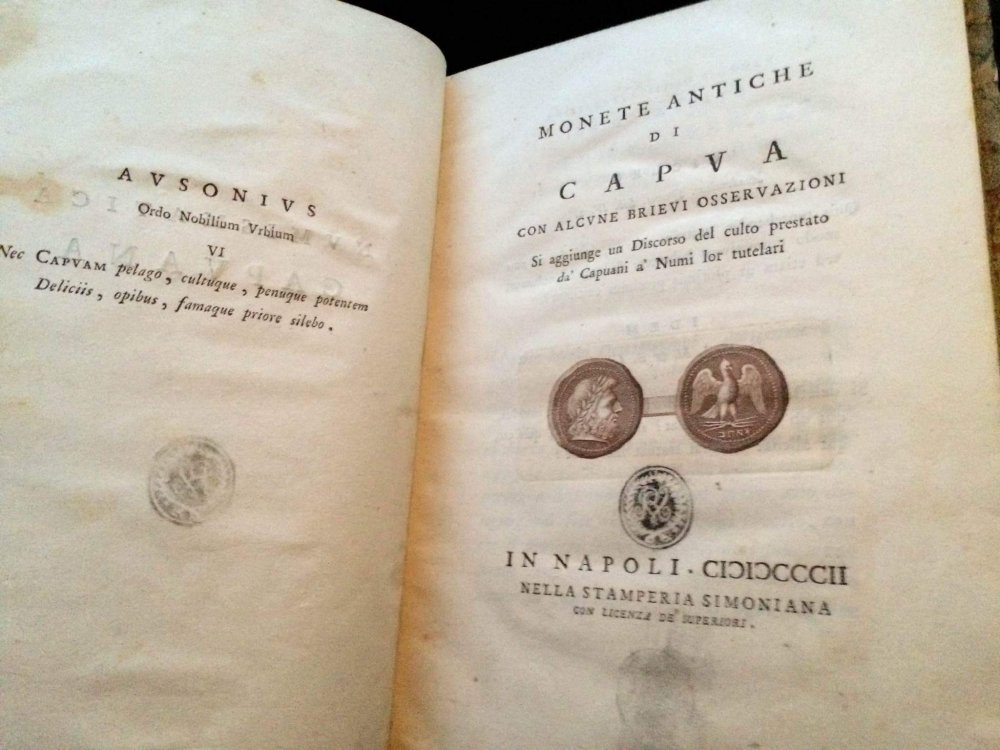 AVSONIVS
Ordo Nobilium Vrbium
VI
Nec CAPVAM pelago, cultuque, penuque potentem
Deliciis, opibus, famaque priore silebo.
MONETE ANTICHE
DI
CAPVA
CON ALCVNE BRIEVI OSSERVAZIONI
Si aggiunge un Discorso del culto prestato
da' Capuani a' Numi lor tutelari
IN NAPOLI. CIↃIↃCCCCII
NELLA STAMPERIA SIMONIANA
CON LICENZA DE' SUPERIORI.